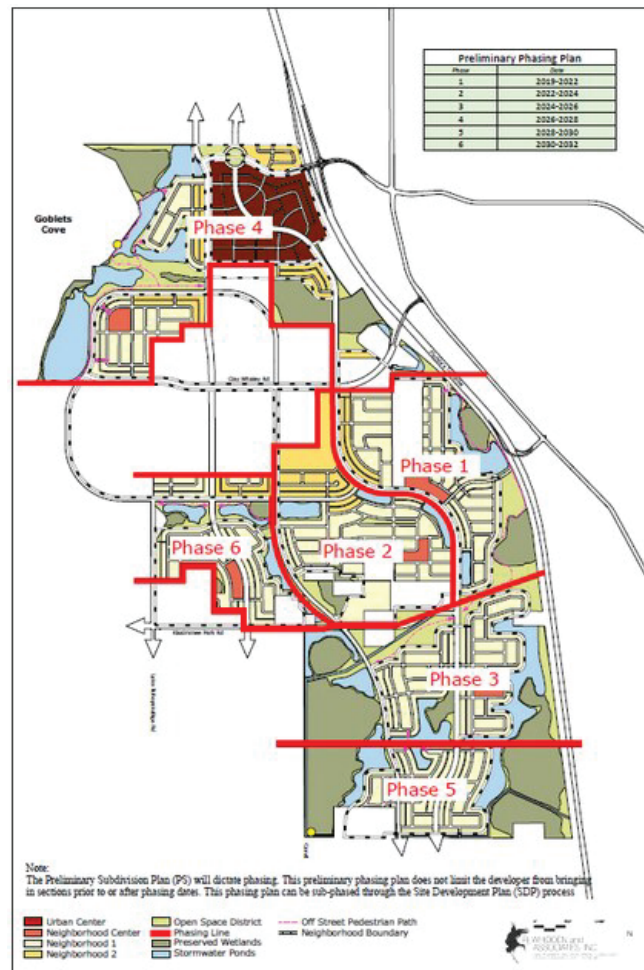 Preliminary Phasing Plan
Phase Date
1 2019-2022
2 2022-2024
3 2024-2026
4 2026-2028
5 2028-2030
6 2030-2032
Goblets
Cove
Phase 4
Phase 1
Phase 2
Phase 6
Phase 3
Phase 5
Canal
Note:
The Preliminary Subdivision Plan (PS) will dictate phasing. This preliminary phasing plan does not limit the developer from bringing
in sections prior to or after phasing dates. This phasing plan can be sub-phased through the Site Development Plan (SDP) process
Urban Center
Neighborhood Center
Neighborhood 1
Neighborhood 2
Open Space District
Phasing Line
Preserved Wetlands
Stormwater Ponds
Off Street Pedestrian Path
Neighborhood Boundary
ASSOCIATES, INC
N